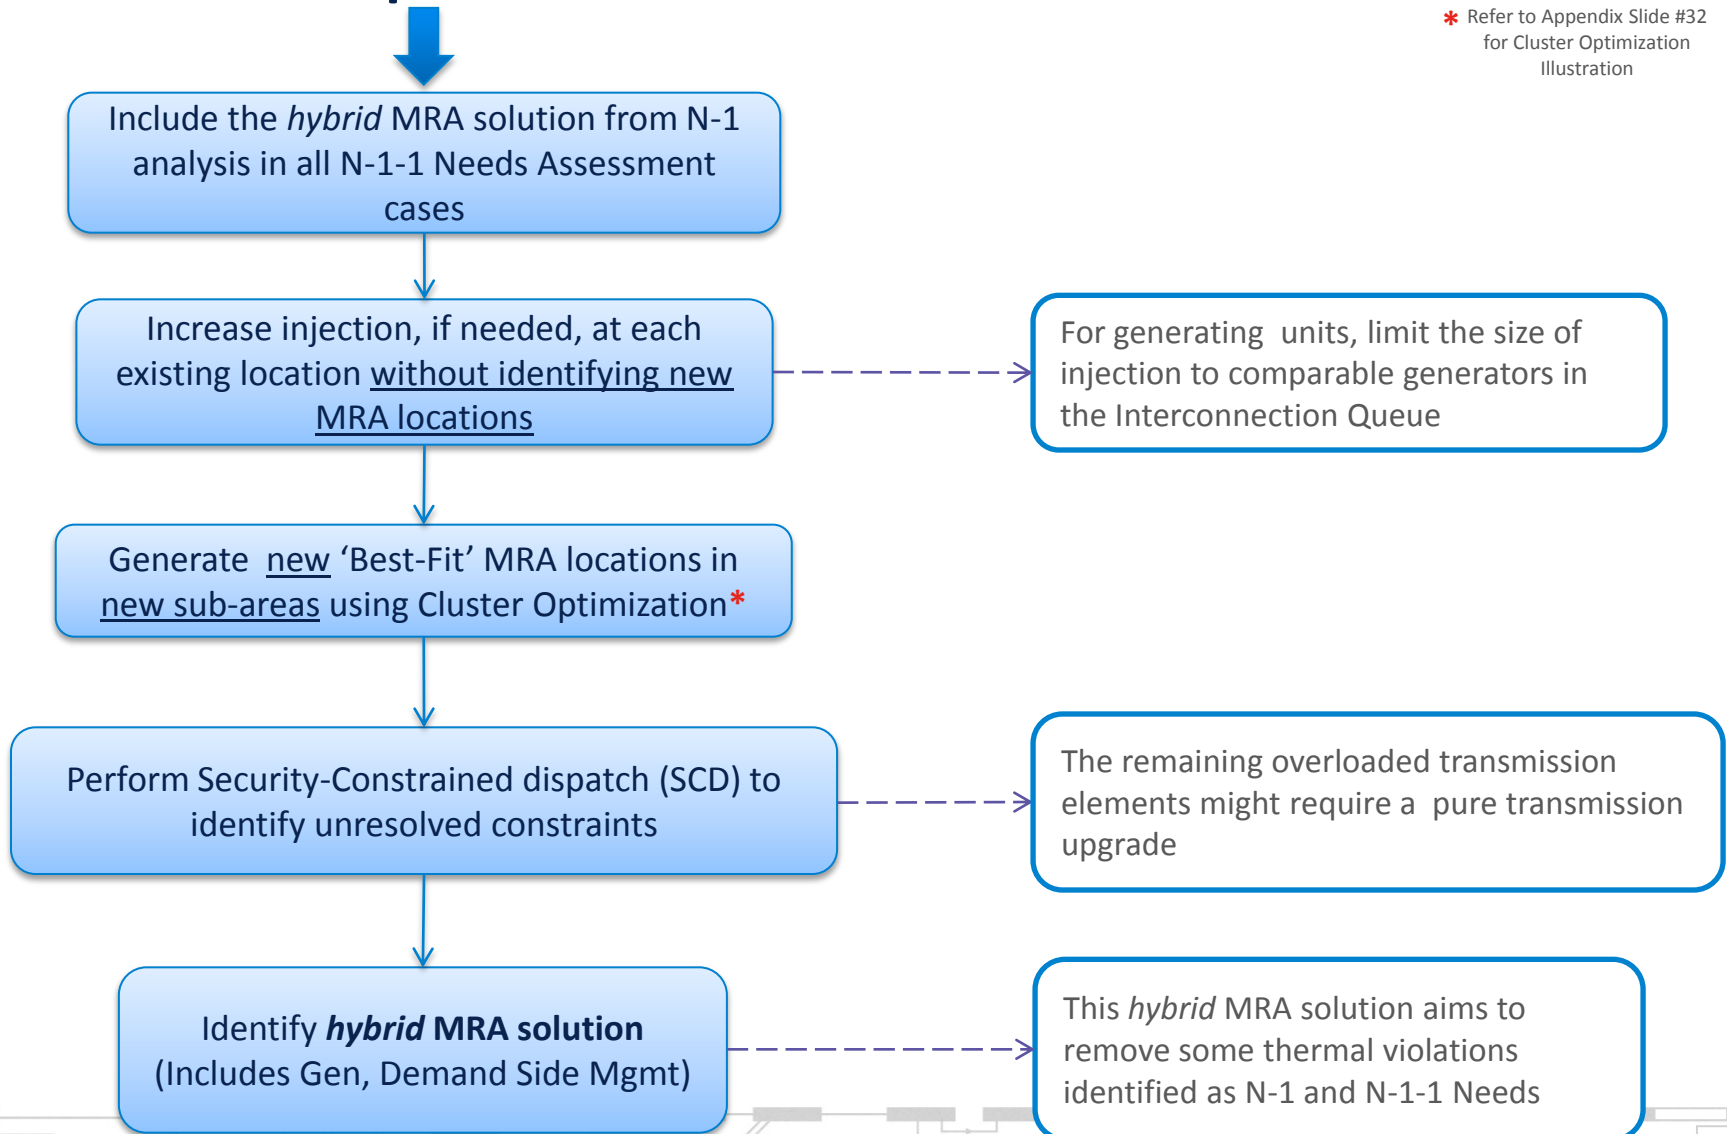 * Refer to Appendix Slide #32
for Cluster Optimization
Illustration
Include the hybrid MRA solution from N-1
analysis in all N-1-1 Needs Assessment
cases
Increase injection, if needed, at each
existing location without identifying new
MRA locations
For generating units, limit the size of
injection to comparable generators in
the Interconnection Queue
Generate new ‘Best-Fit’ MRA locations in
new sub-areas using Cluster Optimization*
Perform Security-Constrained dispatch (SCD) to
identify unresolved constraints
The remaining overloaded transmission
elements might require a pure transmission
upgrade
Identify hybrid MRA solution
(Includes Gen, Demand Side Mgmt)
This hybrid MRA solution aims to
remove some thermal violations
identified as N-1 and N-1-1 Needs